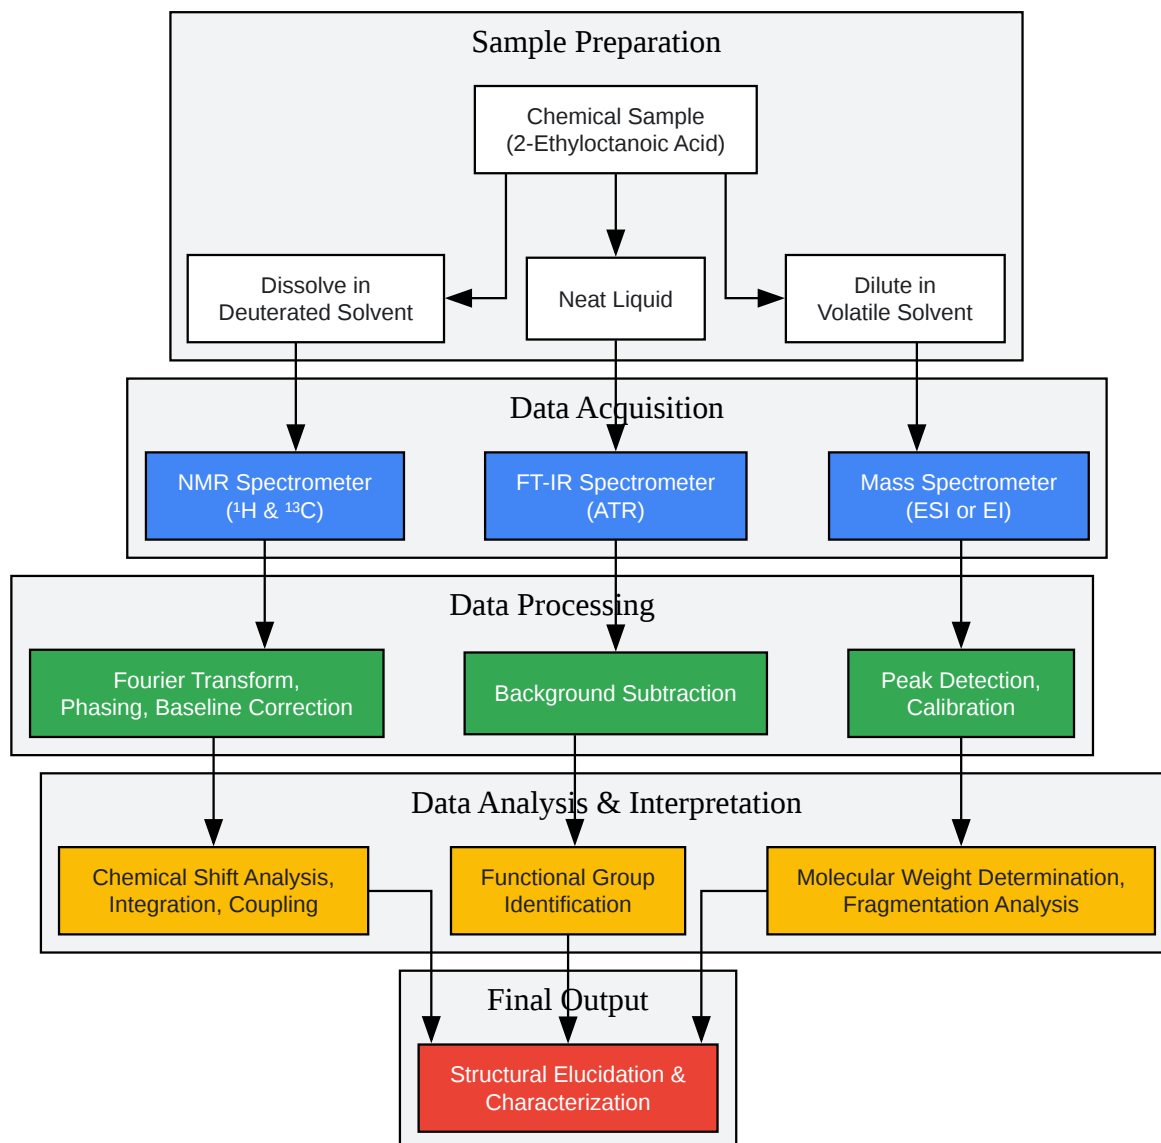 Sample Preparation
Chemical Sample
(2-Ethyloctanoic Acid)
Dissolve in
Deuterated Solvent
Neat Liquid
Dilute in
Volatile Solvent
Data Acquisition
NMR Spectrometer
(¹H & ¹³C)
FT-IR Spectrometer
(ATR)
Mass Spectrometer
(ESI or EI)
Data Processing
Fourier Transform,
Phasing, Baseline Correction
Background Subtraction
Peak Detection,
Calibration
Data Analysis & Interpretation
Chemical Shift Analysis,
Integration, Coupling
Functional Group
Identification
Molecular Weight Determination,
Fragmentation Analysis
Final Output
Structural Elucidation &
Characterization